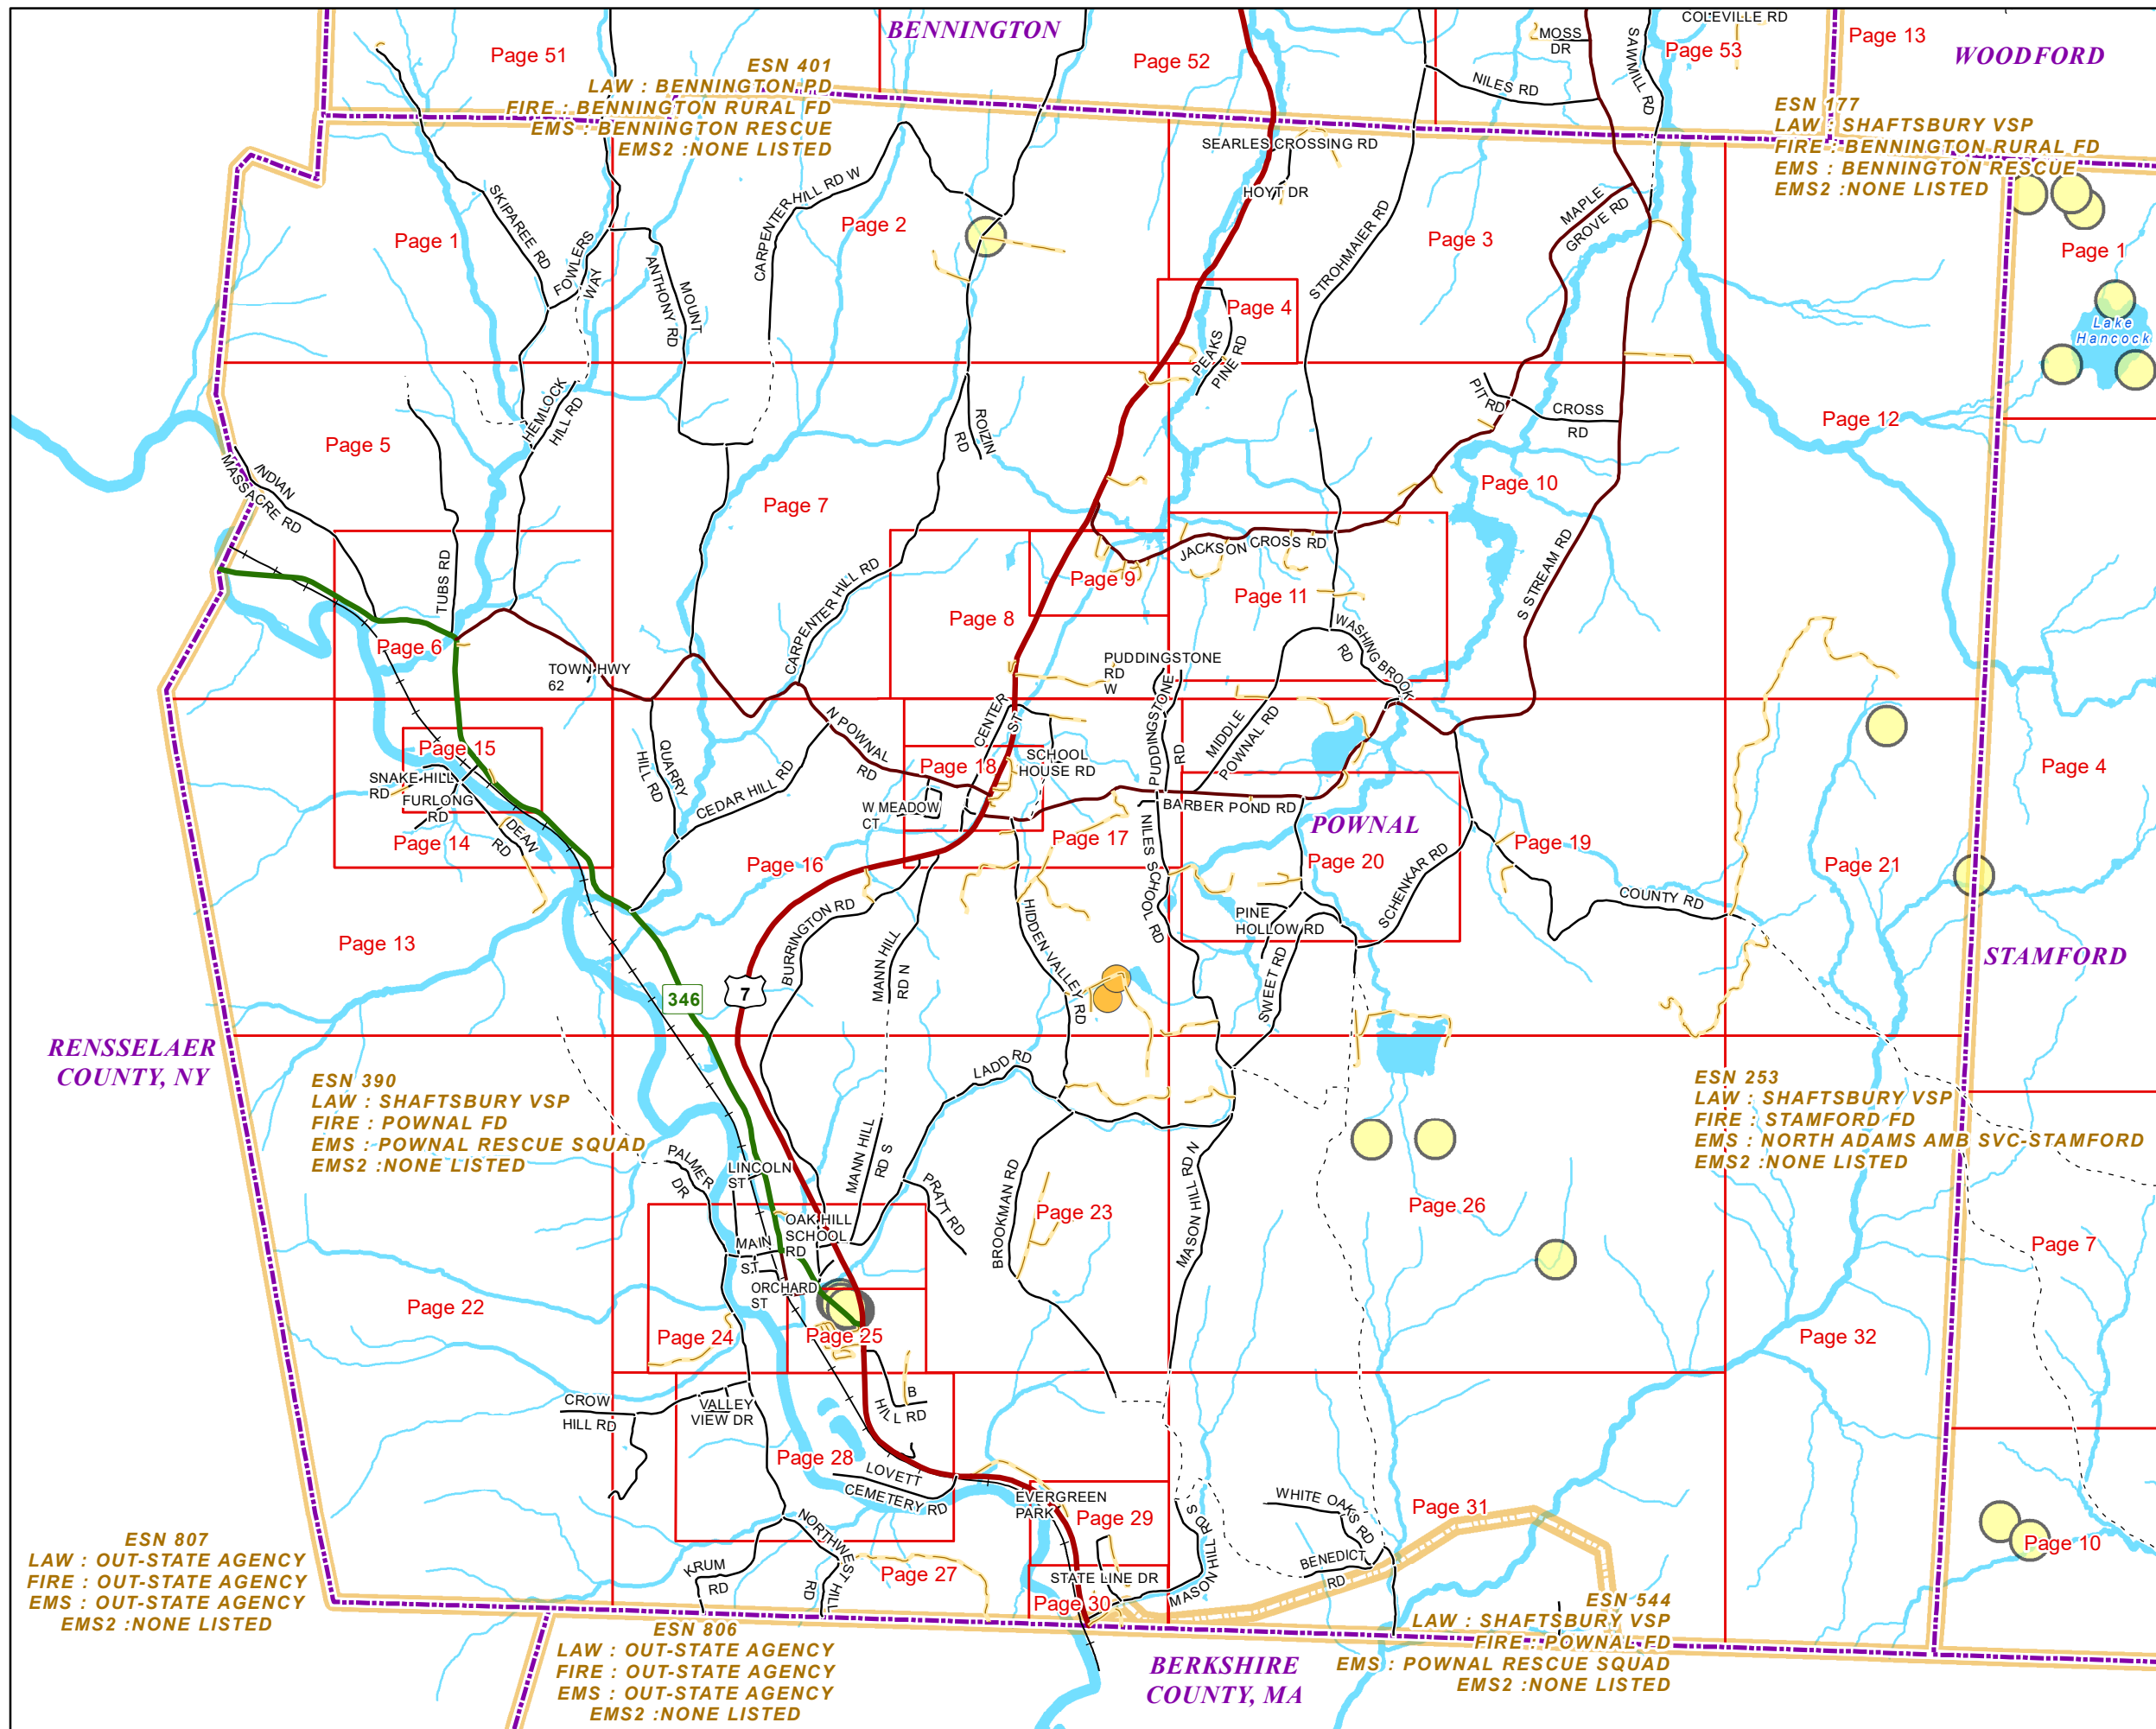 BENNINGTON
COLEVILLE RD
MOSS
DR
SAWMILL RD
Page 53
Page 13
WOODFORD
Page 51
Page 52
ESN 401
LAW : BENNINGTON PD
FIRE : BENNINGTON RURAL FD
EMS : BENNINGTON RESCUE
EMS2 :NONE LISTED
NILES RD
ESN 177
LAW : SHAFTSBURY VSP
FIRE : BENNINGTON RURAL FD
EMS : BENNINGTON RESCUE
EMS2 :NONE LISTED
SEARLES CROSSING RD
HOYT DR
SKIPAREE RD
CARPENTER HILL RD W
Page 1
Page 2
Page 3
Page 1
FOWLERS
WAY
MOUNT
ANTHONY RD
STROHMAIER RD
MAPLE
GROVE RD
Page 4
PEAKS
PINE RD
Lake
Hancock
HEMLOCK
HILL RD
ROIZIN
RD
PIT RD
CROSS
RD
Page 12
Page 5
INDIAN
MASSACRE RD
Page 7
Page 10
TUBBS RD
JACKSON CROSS RD
S STREAM RD
CARPENTER HILL RD
Page 9
Page 11
Page 8
Page 6
WASHING BROOK
RD
TOWN HWY
62
PUDDINGSTONE
RD
W
PUDDINGSTONE
RD
MIDDLE
POWNAL RD
N POWNAL
RD
CENTER
ST
Page 15
SNAKE HILL
RD
FURLONG
RD
DEAN
RD
QUARRY
HILL RD
CEDAR HILL RD
Page 18
SCHOOL
HOUSE RD
W MEADOW
CT
BARBER POND RD
POWNAL
Page 4
Page 14
Page 16
Page 17
NILES SCHOOL RD
Page 20
Page 19
Page 21
SCHENKAR RD
COUNTY RD
PINE
HOLLOW RD
SWEET RD
BURRINGTON RD
MANN HILL
RD N
HIDDEN VALLEY RD
Page 13
STAMFORD
346
7
RENSSELAER
COUNTY, NY
ESN 390
LAW : SHAFTSBURY VSP
FIRE : POWNAL FD
EMS : POWNAL RESCUE SQUAD
EMS2 :NONE LISTED
LADD RD
ESN 253
LAW : SHAFTSBURY VSP
FIRE : STAMFORD FD
EMS : NORTH ADAMS AMB SVC-STAMFORD
EMS2 :NONE LISTED
PALMER
DR
LINCOLN
ST
MANN HILL
RD S
PRATT RD
BROOKMAN RD
MASON HILL RD N
Page 23
Page 26
OAK HILL
SCHOOL
RD
MAIN
ST
ORCHARD
ST
Page 7
Page 22
Page 24
Page 25
Page 32
CROW
HILL RD
VALLEY
VIEW DR
B
HILL RD
Page 28
LOVETT
CEMETERY RD
EVERGREEN
PARK
Page 29
WHITE OAKS RD
Page 31
MASON HILL RD S
BENEDICT
RD
Page 10
NORTHWEST HILL
RD
KRUM
RD
Page 27
STATE LINE DR
Page 30
ESN 807
LAW : OUT-STATE AGENCY
FIRE : OUT-STATE AGENCY
EMS : OUT-STATE AGENCY
EMS2 :NONE LISTED
ESN 806
LAW : OUT-STATE AGENCY
FIRE : OUT-STATE AGENCY
EMS : OUT-STATE AGENCY
EMS2 :NONE LISTED
BERKSHIRE
COUNTY, MA
ESN 544
LAW : SHAFTSBURY VSP
FIRE : POWNAL FD
EMS : POWNAL RESCUE SQUAD
EMS2 :NONE LISTED